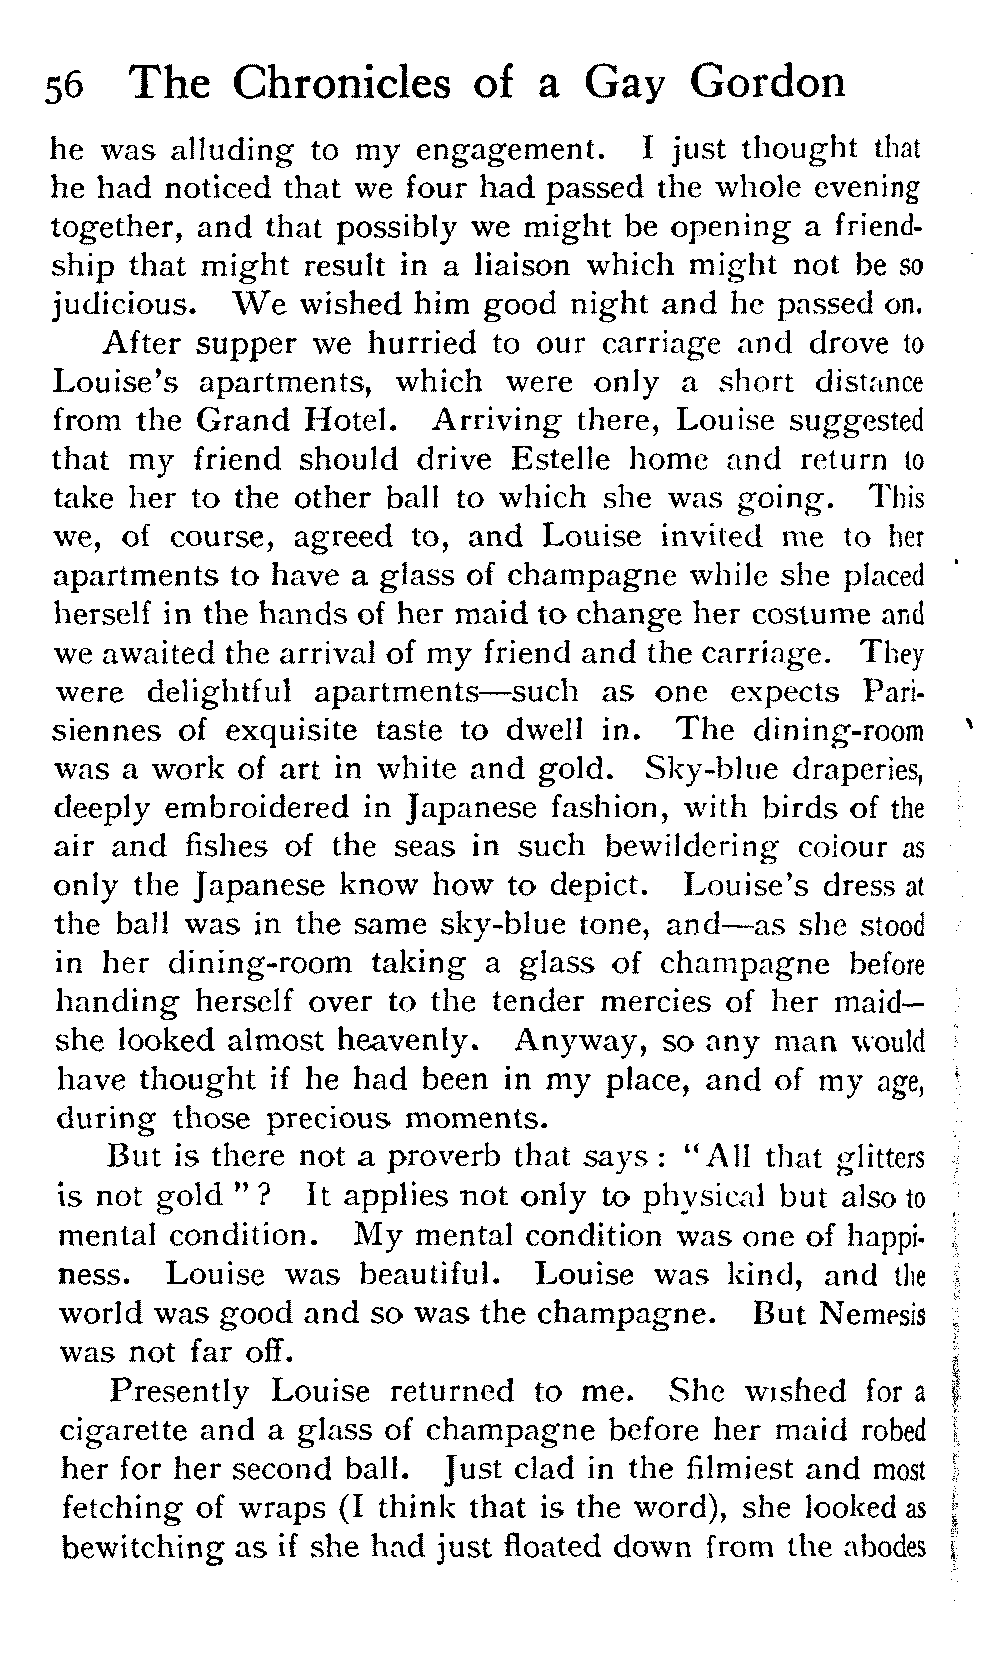 56 The Chronicles of a Gay Gordon
he was alluding to my engagement. I just thought that
he had noticed that we four had passed the whole evening
together, and that possibly we might be opening a friend-
ship that might result in a liaison which might not be so
judicious. We wished him good night and he passed on.
After supper we hurried to our carriage and drove to
Louise's apartments, which were only a short distance
from the Grand Hotel. Arriving there, Louise suggested
that my friend should drive Estelle home and return to
take her to the other ball to which she was going. This
we, of course, agreed to, and Louise invited me to her
apartments to have a glass of champagne while she placed
herself in the hands of her maid to change her costume and
we awaited the arrival of my friend and the carriage. They
were delightful apartments—such as one expects Pari-
siennes of exquisite taste to dwell in. The dining-room
was a work of art in white and gold. Sky-blue draperies,
deeply embroidered in Japanese fashion, with birds of the
air and fishes of the seas in such bewildering colour as
only the Japanese know how to depict. Louise's dress at
the ball was in the same sky-blue tone, and—as she stood
in her dining-room taking a glass of champagne before
handing herself over to the tender mercies of her maid—
she looked almost heavenly. Anyway, so any man would
have thought if he had been in my place, and of my age,
during those precious moments.
But is there not a proverb that says : "All that glitters
is not gold " ? It applies not only to physical but also to
mental condition. My mental condition was one of happi-
ness. Louise was beautiful. Louise was kind, and the
world was good and so was the champagne. But Nemesis
was not far off.
Presently Louise returned to me. She wished for a
cigarette and a glass of champagne before her maid robed
her for her second ball. Just clad in the filmiest and most
fetching of wraps (I think that is the word), she looked as
bewitching as if she had just floated down from the abodes